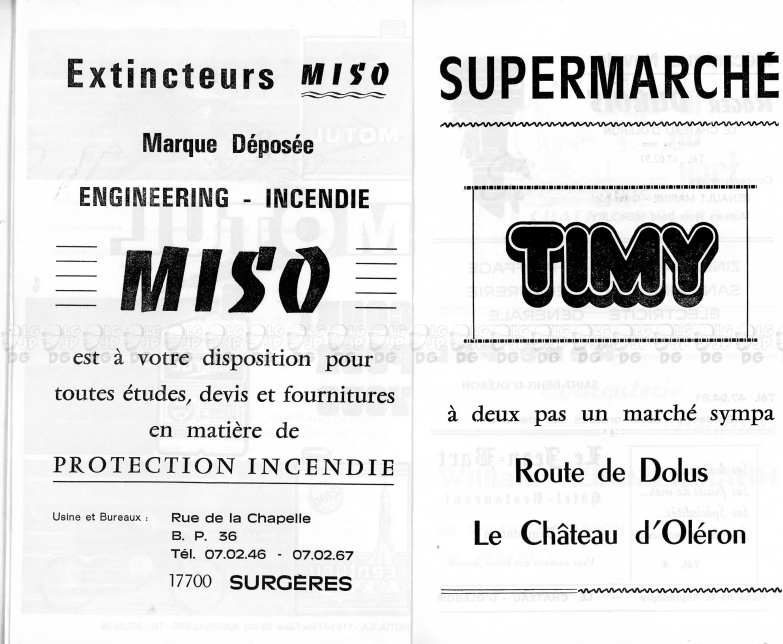 Extincteurs MISO
Marque Déposée
ENGINEERING - INCENDIE
MISO
est à votre disposition pour
toutes études, devis et fournitures
en matière de
PROTECTION INCENDIE
Usine et Bureaux : Rue de la Chapelle
B. P. 36
Tél. 07.02.46 - 07.02.67
17700 SURGÈRES
SUPERMARCHÉ
TIMY
à deux pas un marché sympa
Route de Dolus
Le Château d'Oléron